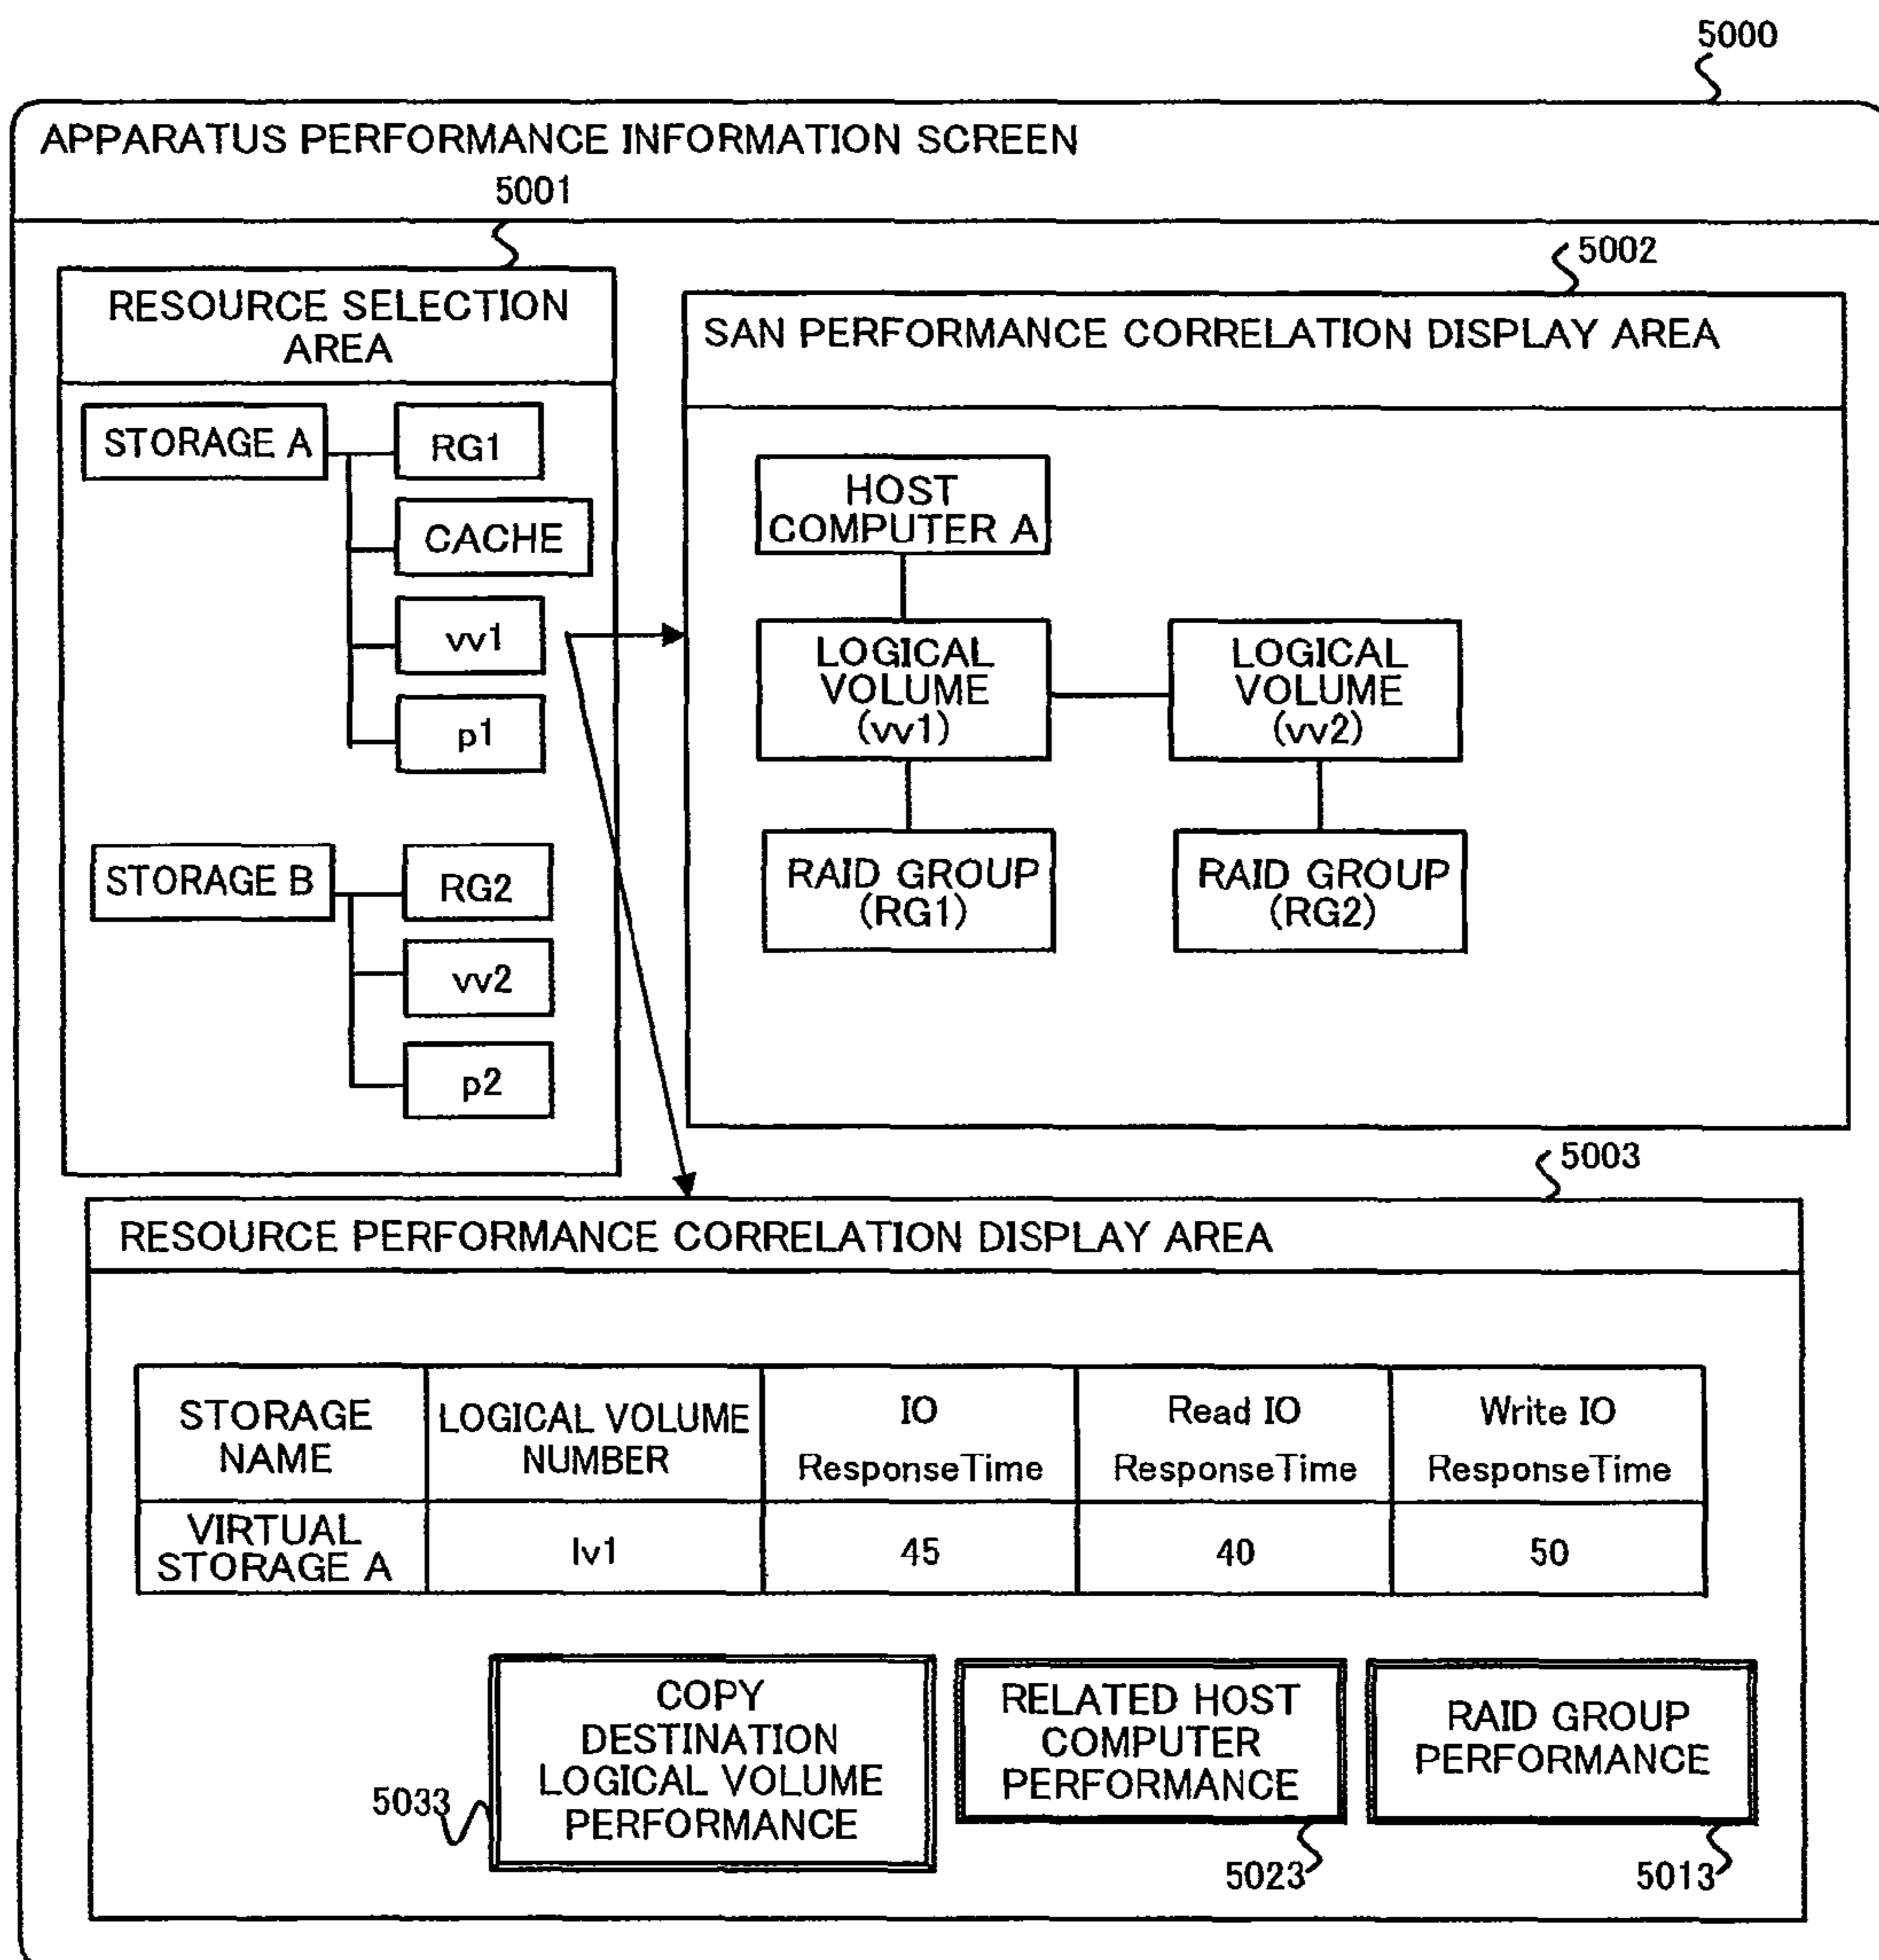 5000
APPARATUS PERFORMANCE INFORMATION SCREEN
5001
RESOURCE SELECTION
AREA
STORAGE A
RG1
CACHE
vv1
p1
STORAGE B
RG2
vv2
p2
5002
SAN PERFORMANCE CORRELATION DISPLAY AREA
HOST
COMPUTER A
LOGICAL
VOLUME
(vv1)
LOGICAL
VOLUME
(vv2)
RAID GROUP
(RG1)
RAID GROUP
(RG2)
5003
RESOURCE PERFORMANCE CORRELATION DISPLAY AREA
STORAGE
NAME
LOGICAL VOLUME
NUMBER
IO
ResponseTime
Read IO
ResponseTime
Write IO
ResponseTime
VIRTUAL
STORAGE A
lv1
45
40
50
COPY
DESTINATION
LOGICAL VOLUME
PERFORMANCE
5033
RELATED HOST
COMPUTER
PERFORMANCE
5023
RAID GROUP
PERFORMANCE
5013